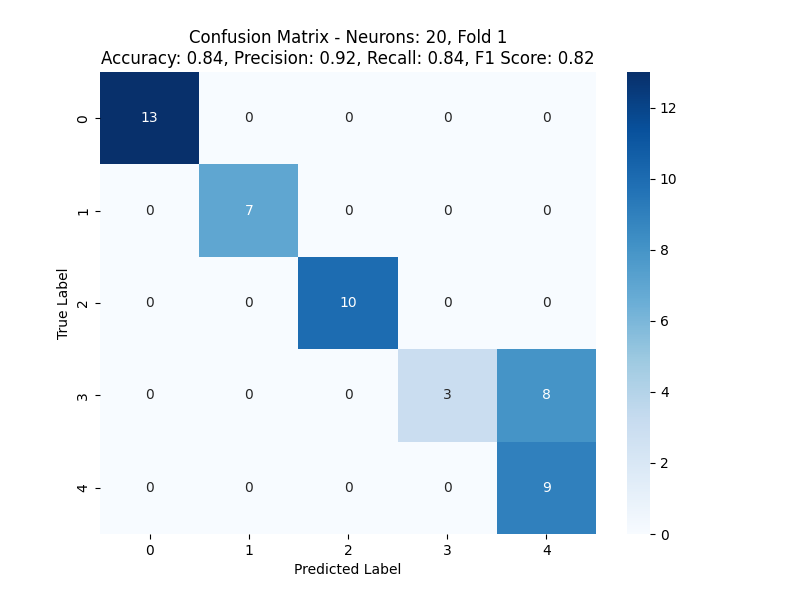 Confusion Matrix - Neurons: 20, Fold 1
Accuracy: 0.84, Precision: 0.92, Recall: 0.84, F1 Score: 0.82
True Label
0 13 0 0 0 0
1 0 7 0 0 0
2 0 0 10 0 0
3 0 0 0 3 8
4 0 0 0 0 9
0 1 2 3 4
Predicted Label
12
10
8
6
4
2
0